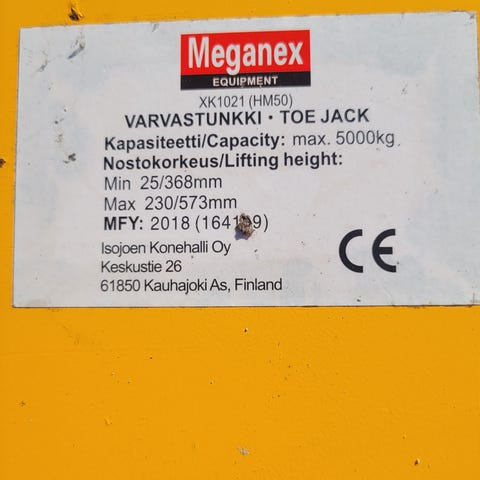 Meganex
EQUIPMENT
XK1021 (HM50)
VARVASTUNKKI • TOE JACK
Kapasiteetti/Capacity: max. 5000kg
Nostokorkeus/Lifting height:
Min 25/368mm
Max 230/573mm
MFY: 2018
Isojoen Konehalli Oy
Keskustie 26
61850 Kauhajoki As, Finland
CE